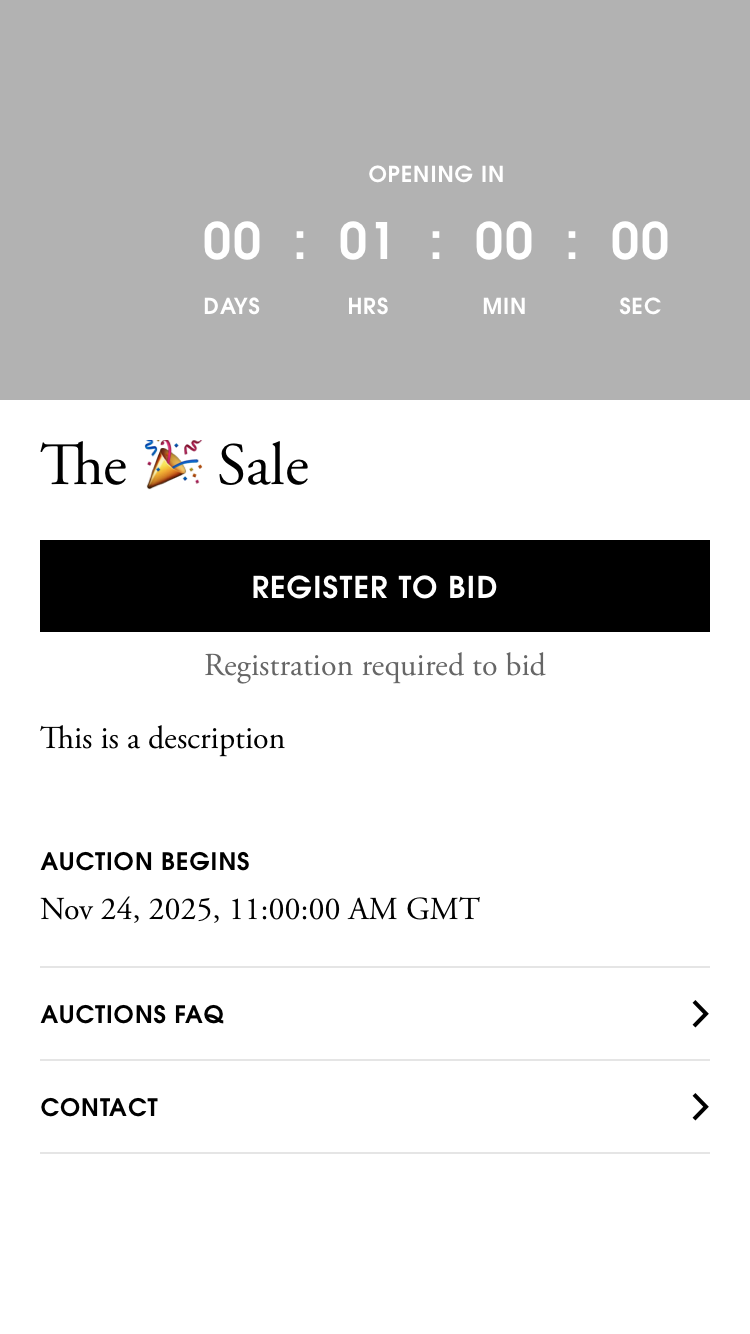 OPENING IN
00 : 01 : 00 : 00
DAYS HRS MIN SEC
The 🎉 Sale
REGISTER TO BID
Registration required to bid
This is a description
AUCTION BEGINS
Nov 24, 2025, 11:00:00 AM GMT
AUCTIONS FAQ
CONTACT